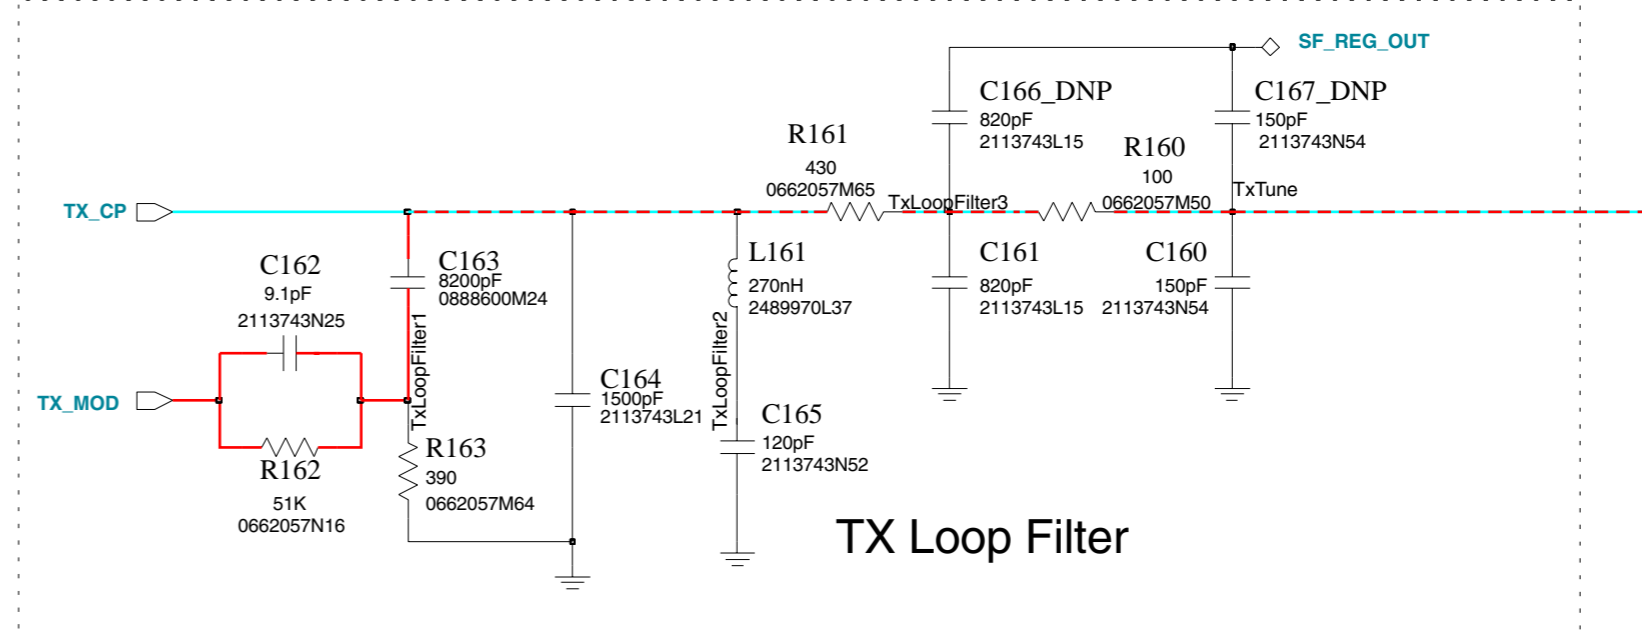 SF_REG_OUT
C166_DNP
820pF
2113743L15
C167_DNP
150pF
2113743N54
R161
430
0662057M65
R160
100
0662057M50
TxLoopFilter3
TxTune
TX_CP
C162
9.1pF
2113743N25
C163
8200pF
0888600M24
L161
270nH
2489970L37
C161
820pF
2113743L15
C160
150pF
2113743N54
TxLoopFilter1
TxLoopFilter2
TX_MOD
C164
1500pF
2113743L21
C165
120pF
2113743N52
R162
51K
0662057N16
R163
390
0662057M64
TX Loop Filter